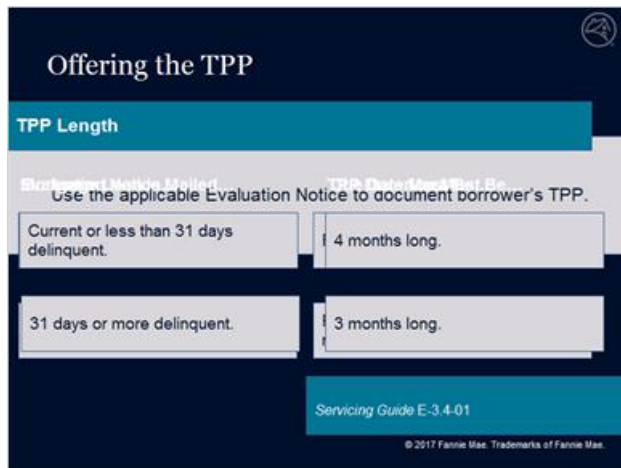 Offering the TPP
TPP Length
Use the applicable Evaluation Notice to document borrower's TPP.
Current or less than 31 days
delinquent.
4 months long.
31 days or more delinquent.
3 months long.
Servicing Guide E-3.4-01
© 2017 Fannie Mae. Trademarks of Fannie Mae.